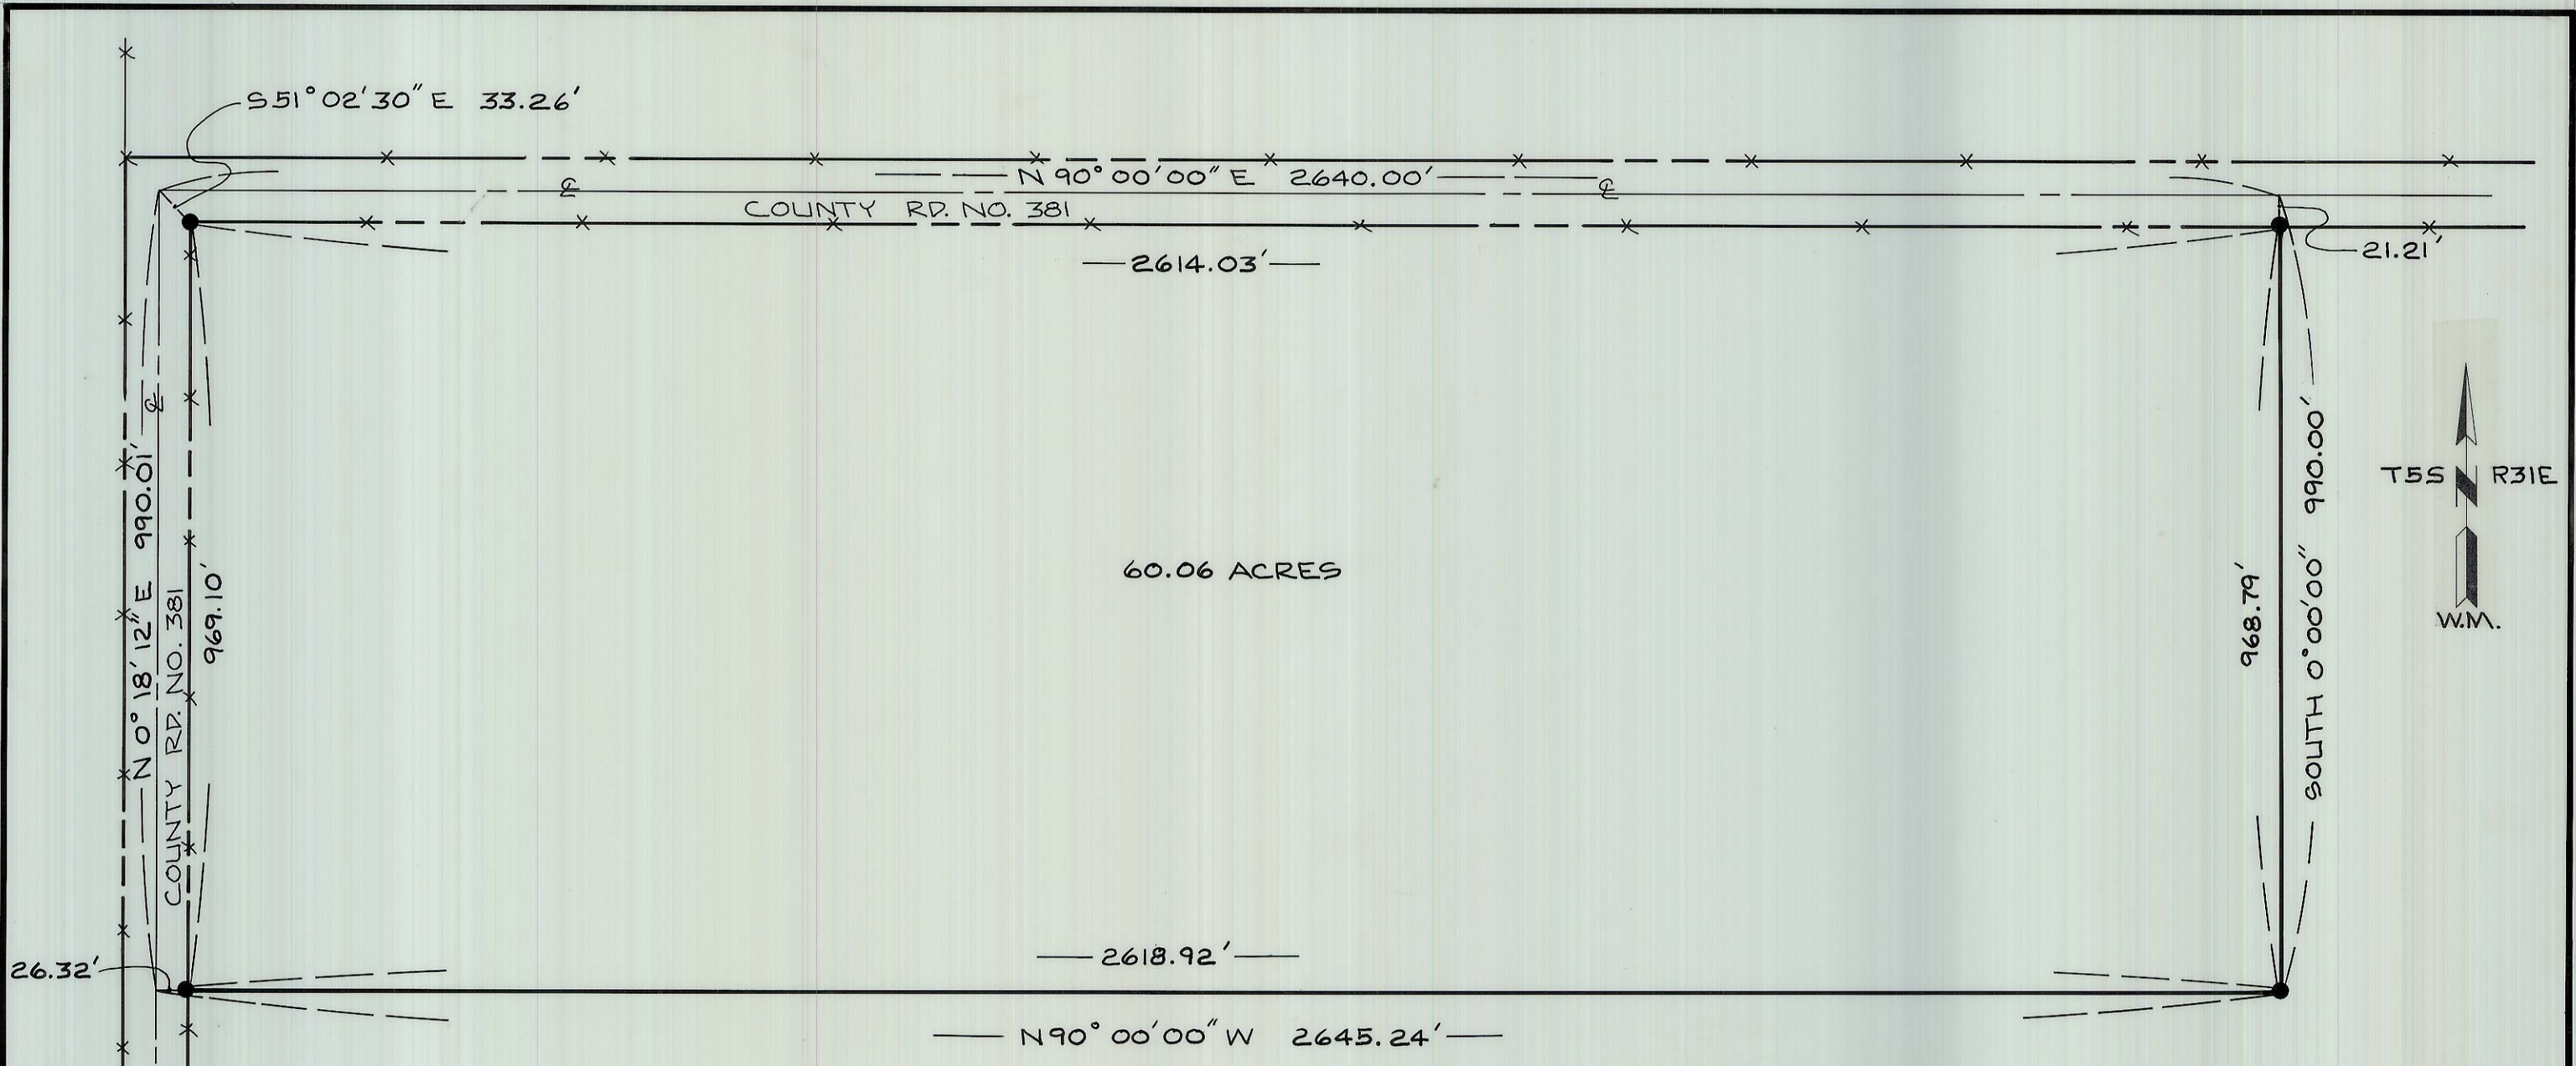 S51°02'30"E 33.26'
N90°00'00"E 2640.00'
℄
℄
COUNTY RD. NO. 381
21.21'
2614.03'
℄
N0°18'12"E 990.01'
COUNTY RD. NO. 381
969.10'
60.06 ACRES
968.79'
SOUTH 0°00'00" 990.00'
T5S N R31E
W.M.
2618.92'
26.32'
N90°00'00"W 2645.24'